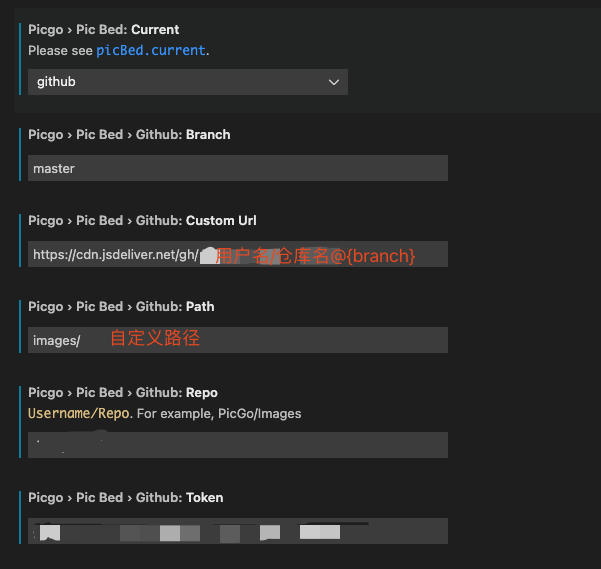 Picgo › Pic Bed: Current
Please see picBed.current.
github
Picgo › Pic Bed › Github: Branch
master
Picgo › Pic Bed › Github: Custom Url
https://cdn.jsdeliver.net/gh/用户名/仓库名@{branch}
Picgo › Pic Bed › Github: Path
images/ 自定义路径
Picgo › Pic Bed › Github: Repo
Username/Repo. For example, PicGo/Images
Picgo › Pic Bed › Github: Token